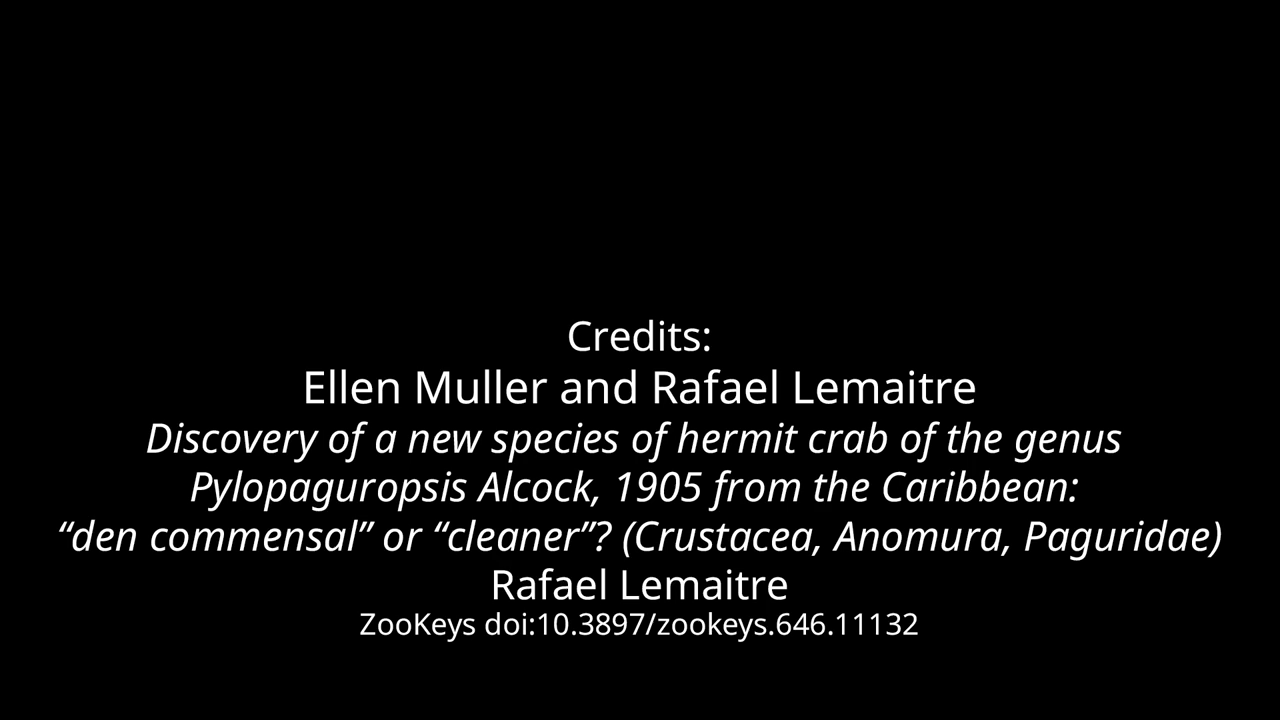 Credits:
Ellen Muller and Rafael Lemaitre
Discovery of a new species of hermit crab of the genus
Pylopaguropsis Alcock, 1905 from the Caribbean:
“den commensal” or “cleaner”? (Crustacea, Anomura, Paguridae)
Rafael Lemaitre
ZooKeys doi:10.3897/zookeys.646.11132